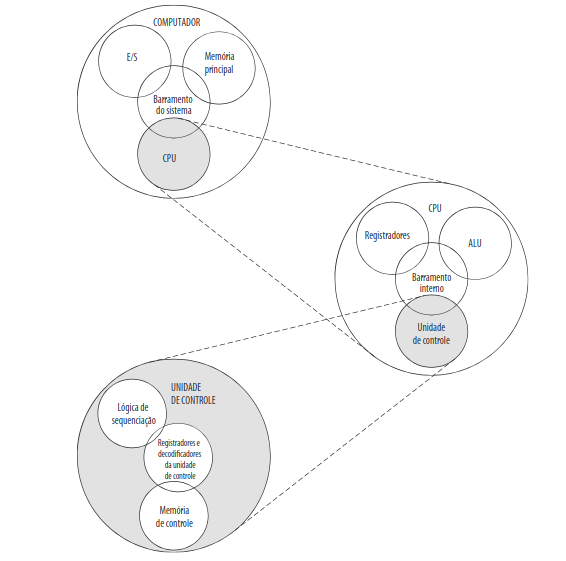 COMPUTADOR
E/S
Memória
principal
Barramento
do sistema
CPU
CPU
Registradores
ALU
Barramento
interno
Unidade
de controle
UNIDADE
DE CONTROLE
Lógica de
sequenciação
Registradores e
decodificadores
da unidade
de controle
Memória
de controle